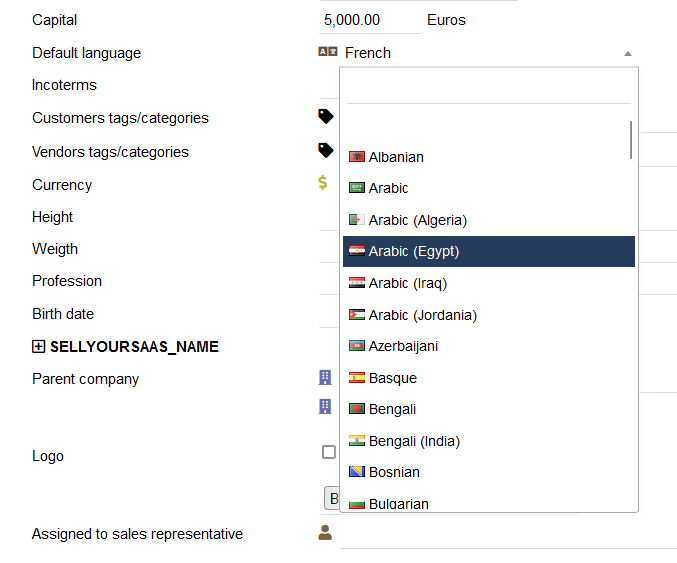 Capital 5,000.00 Euros
Default language French
Incoterms
Customers tags/categories
Vendors tags/categories
Currency
Height
Weigth
Profession
Birth date
SELLYOURSAAS_NAME
Parent company
Logo
B
Assigned to sales representative
Albanian
Arabic
Arabic (Algeria)
Arabic (Egypt)
Arabic (Iraq)
Arabic (Jordania)
Azerbaijani
Basque
Bengali
Bengali (India)
Bosnian
Bulgarian